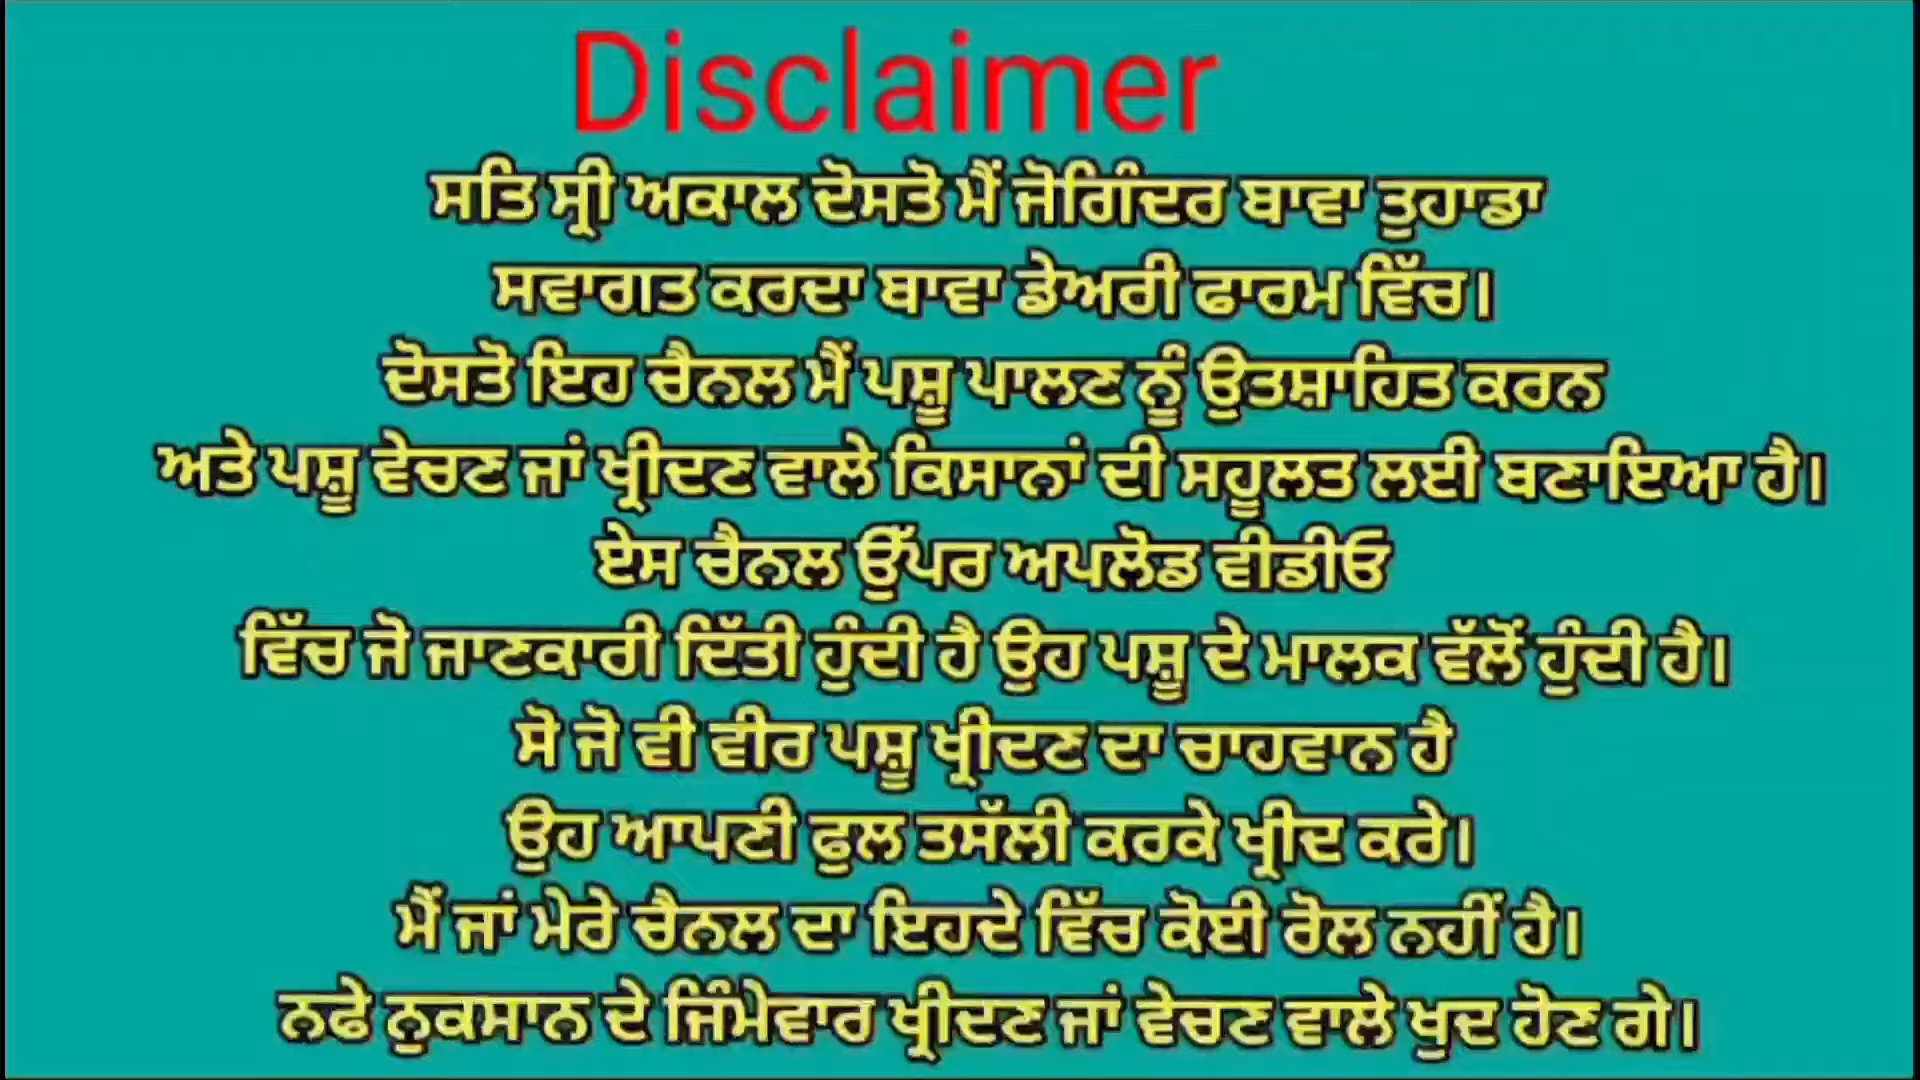 Disclaimer
ਸਤਿ ਸ੍ਰੀ ਅਕਾਲ ਦੋਸਤੋ ਮੈਂ ਜੋਗਿੰਦਰ ਬਾਵਾ ਤੁਹਾਡਾ
ਸਵਾਗਤ ਕਰਦਾ ਬਾਵਾ ਡੇਅਰੀ ਫਾਰਮ ਵਿੱਚ।
ਦੋਸਤੋ ਇਹ ਚੈਨਲ ਮੈਂ ਪਸ਼ੂ ਪਾਲਣ ਨੂੰ ਉਤਸ਼ਾਹਿਤ ਕਰਨ
ਅਤੇ ਪਸ਼ੂ ਵੇਚਣ ਜਾਂ ਖ੍ਰੀਦਣ ਵਾਲੇ ਕਿਸਾਨਾਂ ਦੀ ਸਹੂਲਤ ਲਈ ਬਣਾਇਆ ਹੈ।
ਏਸ ਚੈਨਲ ਉੱਪਰ ਅਪਲੋਡ ਵੀਡੀਓ
ਵਿੱਚ ਜੋ ਜਾਣਕਾਰੀ ਦਿੱਤੀ ਹੁੰਦੀ ਹੈ ਉਹ ਪਸ਼ੂ ਦੇ ਮਾਲਕ ਵੱਲੋਂ ਹੁੰਦੀ ਹੈ।
ਸੋ ਜੋ ਵੀ ਵੀਰ ਪਸ਼ੂ ਖ੍ਰੀਦਣ ਦਾ ਚਾਹਵਾਨ ਹੈ
ਉਹ ਆਪਣੀ ਫੁਲ ਤਸੱਲੀ ਕਰਕੇ ਖ੍ਰੀਦ ਕਰੇ।
ਮੈਂ ਜਾਂ ਮੇਰੇ ਚੈਨਲ ਦਾ ਇਹਦੇ ਵਿੱਚ ਕੋਈ ਰੋਲ ਨਹੀਂ ਹੈ।
ਨਫੇ ਨੁਕਸਾਨ ਦੇ ਜਿੰਮੇਵਾਰ ਖ੍ਰੀਦਣ ਜਾਂ ਵੇਚਣ ਵਾਲੇ ਖੁਦ ਹੋਣ ਗੇ।